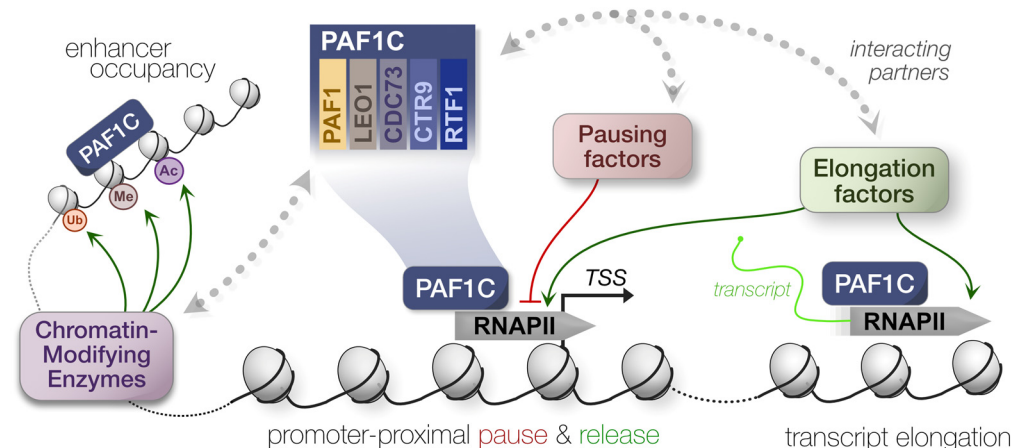 enhancer
occupancy
PAF1C
Ub
Me
Ac
Chromatin-
Modifying
Enzymes
PAF1C
PAF1
LEO1
CDC73
CTR9
RTF1
interacting
partners
Pausing
factors
Elongation
factors
PAF1C
RNAPII
TSS
transcript
PAF1C
RNAPII
promoter-proximal pause & release
transcript elongation